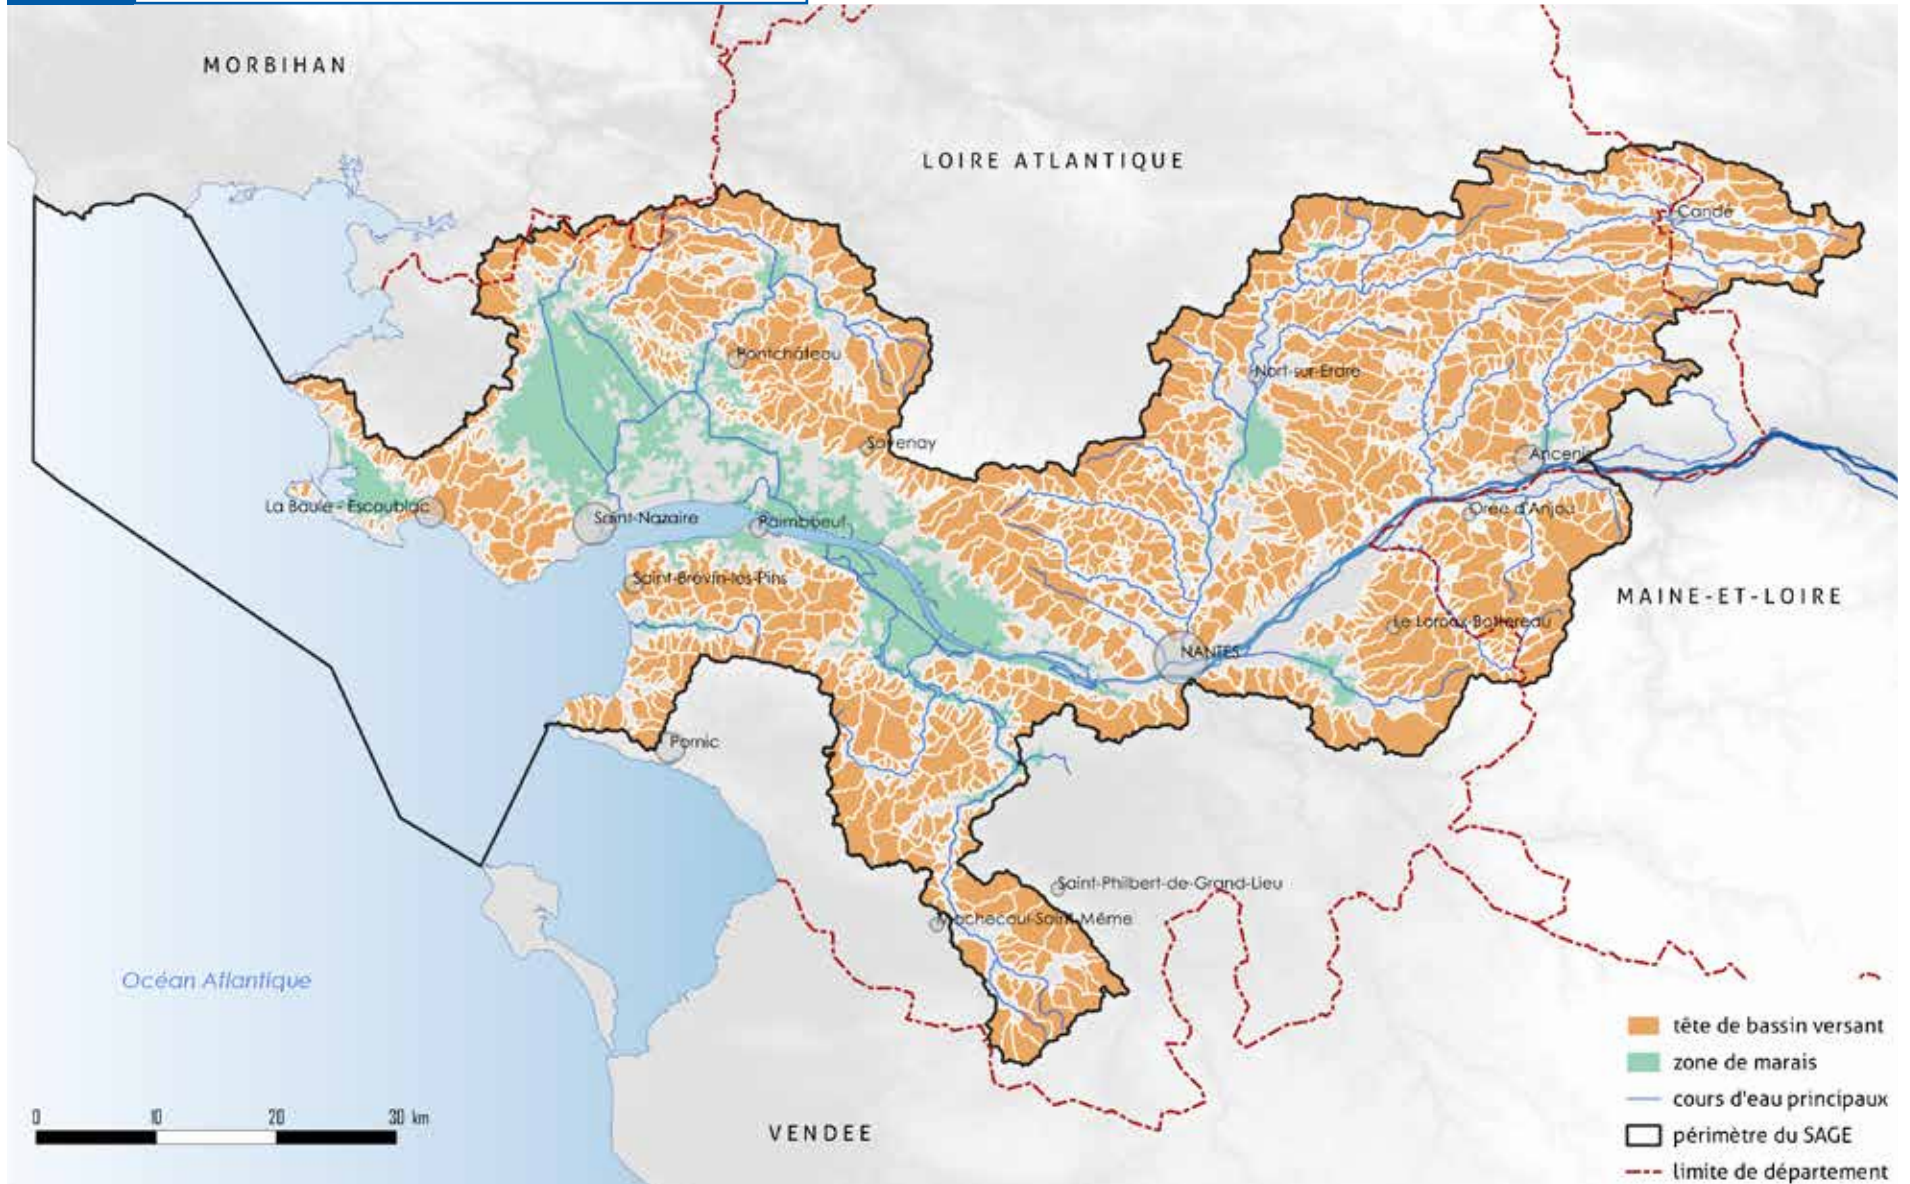 MORBIHAN
LOIRE ATLANTIQUE
Candé
Pontchâteau
Nort-sur-Erdre
Savenay
Ancenis
La Baule - Escoublac
Saint-Nazaire
Paimboeuf
Orée d'Anjou
Saint-Brevin-les-Pins
MAINE-ET-LOIRE
Le Loroux-Bottereau
NANTES
Pornic
Saint-Philbert-de-Grand-Lieu
Machecoul-Saint-Même
Océan Atlantique
VENDEE
0 10 20 30 km
tête de bassin versant
zone de marais
cours d'eau principaux
périmètre du SAGE
limite de département